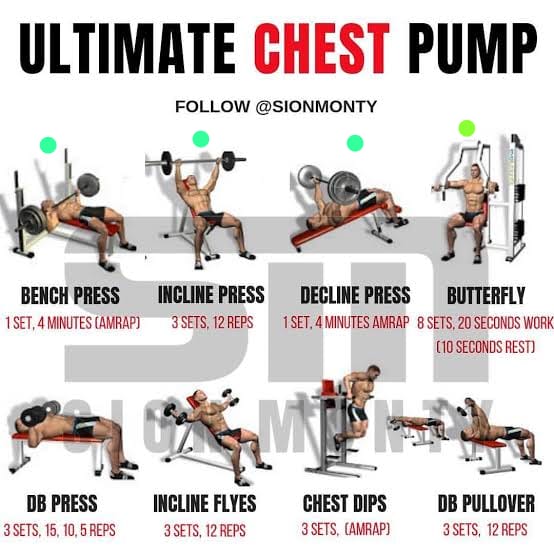 ULTIMATE CHEST PUMP
FOLLOW @SIONMONTY
SM
SIONMONTY
BENCH PRESS
1 SET, 4 MINUTES (AMRAP)
INCLINE PRESS
3 SETS, 12 REPS
DECLINE PRESS
1 SET, 4 MINUTES AMRAP
BUTTERFLY
8 SETS, 20 SECONDS WORK
(10 SECONDS REST)
DB PRESS
3 SETS, 15, 10, 5 REPS
INCLINE FLYES
3 SETS, 12 REPS
CHEST DIPS
3 SETS, (AMRAP)
DB PULLOVER
3 SETS, 12 REPS